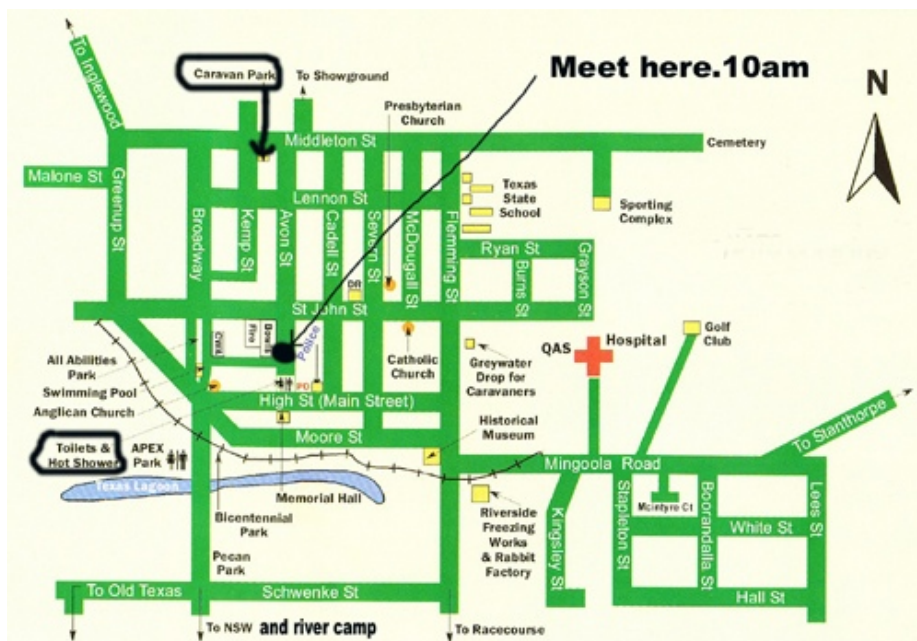 To Inglewood
Caravan Park
To Showground
Meet here.10am
Presbyterian
Church
N
Middleton St
Cemetery
Malone St
Greenup St
Broadway
Kemp St
Avon St
Lennon St
Cadell St
McDougall St
Flemming St
Texas
State
School
Sporting
Complex
Ryan St
Burns St
Grayson St
DR
St John St
Fire
Bowls
Police
PO
All Abilities
Park
Swimming Pool
Anglican Church
Catholic
Church
Greywater
Drop for
Caravaners
QAS
Hospital
Golf
Club
High St (Main Street)
Historical
Museum
Moore St
Toilets &
Hot Shower
APEX
Park
Texas Lagoon
Memorial Hall
Bicentennial
Park
Pecan
Park
Mingoola Road
To Stanthorpe
Riverside
Freezing
Works
& Rabbit
Factory
Kingsley St
Stapleton St
McIntyre Ct
Boorandalla St
White St
Lees St
Hall St
To Old Texas
Schwenke St
To NSW
and river camp
To Racecourse